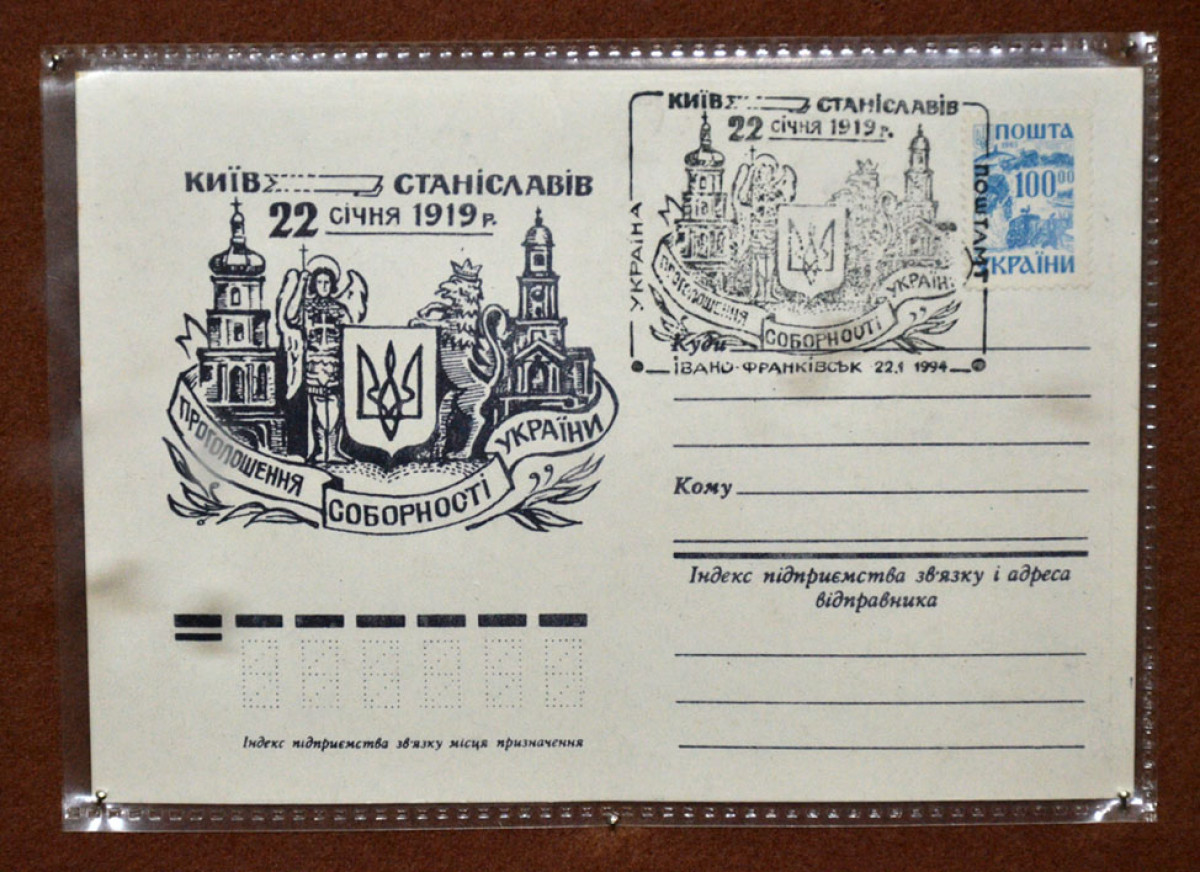 КИЇВ СТАНІСЛАВІВ
22 СІЧНЯ 1919 р.
ПРОГОЛОШЕННЯ
СОБОРНОСТІ
УКРАЇНИ
Індекс підприємства зв'язку місця призначення
КИЇВ СТАНІСЛАВІВ
22 СІЧНЯ 1919 р.
УКРАЇНА
ПРОГОЛОШЕННЯ
СОБОРНОСТІ
УКРАЇНИ
ПОШТАМТ
ІВАНО-ФРАНКІВСЬК 22.1 1994
ПОШТА
100 00
УКРАЇНИ
Куди
Кому
Індекс підприємства зв'язку і адреса
відправника